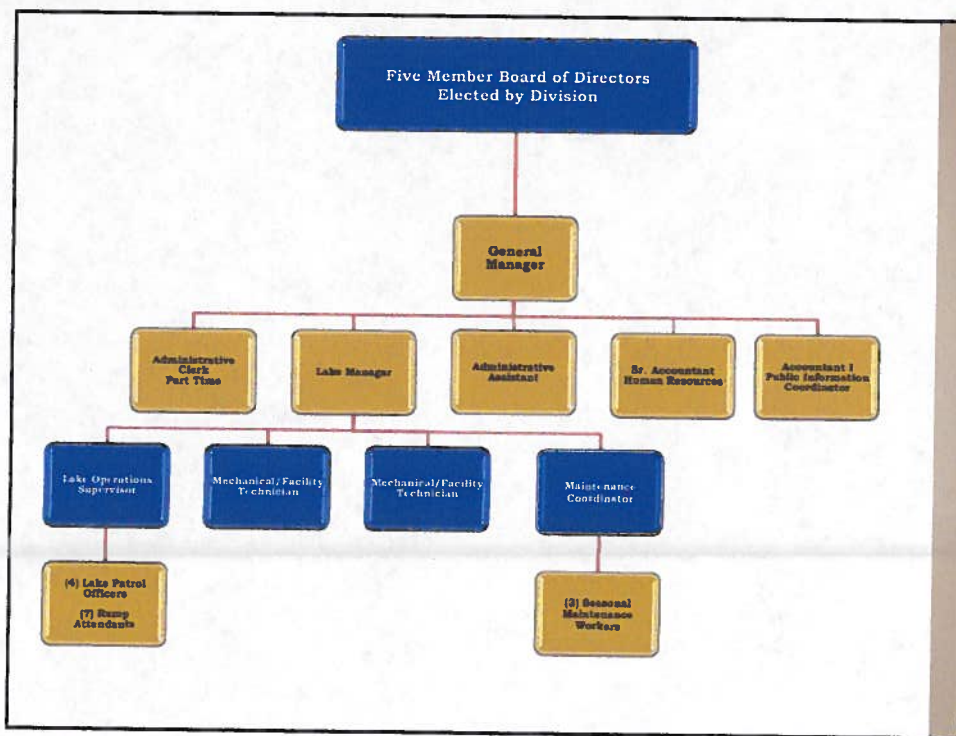 Five Member Board of Directors
Elected by Division
General
Manager
Administrative
Clerk
Part Time
Lake Manager
Administrative
Assistant
Sr. Accountant
Human Resources
Accountant I
Public Information
Coordinator
Lake Operations
Supervisor
Mechanical/Facility
Technician
Mechanical/Facility
Technician
Maintenance
Coordinator
Lake Patrol
Officers
(7) Ramp
Attendants
Seasonal
Maintenance
Workers